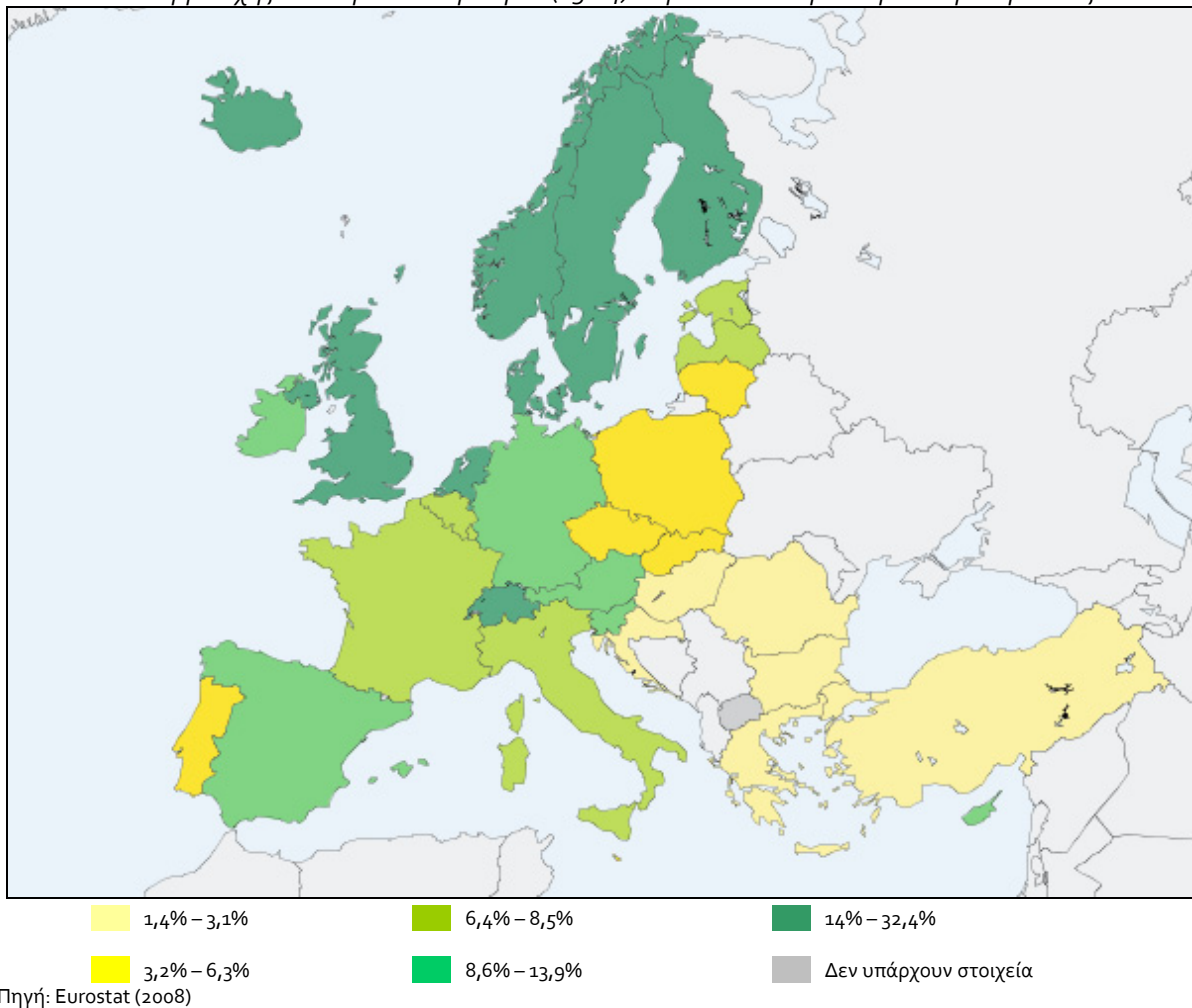 1,4% – 3,1%
6,4% – 8,5%
14% – 32,4%
3,2% – 6,3%
8,6% – 13,9%
Δεν υπάρχουν στοιχεία
Πηγή: Eurostat (2008)